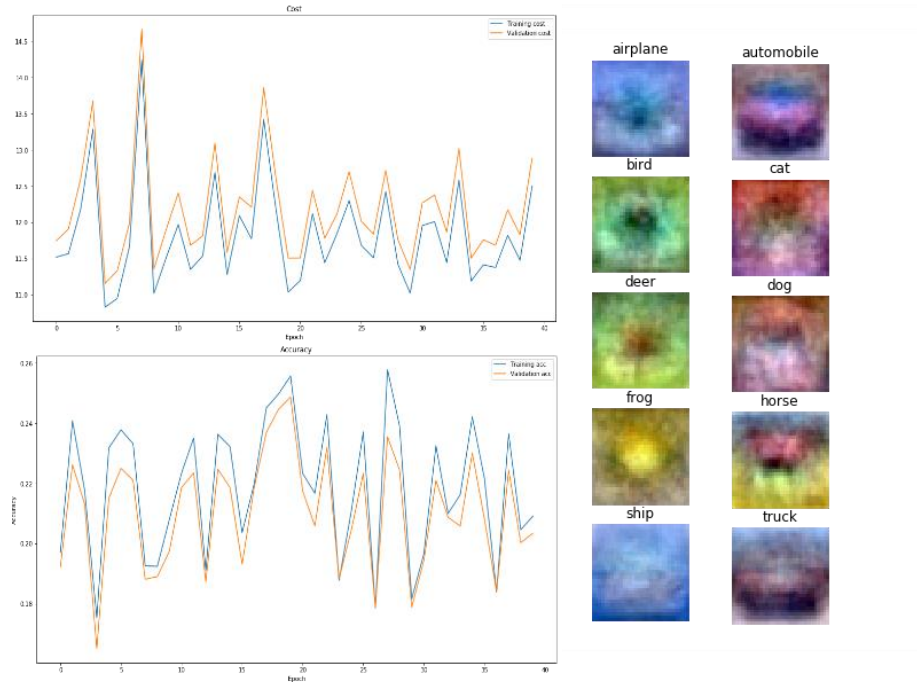 Cost
Training cost
Validation cost
14.5
14.0
13.5
13.0
12.5
12.0
11.5
11.0
0
5
10
15
20
25
30
35
40
Epoch
Accuracy
Training acc
Validation acc
Accuracy
0.26
0.24
0.22
0.20
0.18
0
5
10
15
20
25
30
35
40
Epoch
airplane
automobile
bird
cat
deer
dog
frog
horse
ship
truck